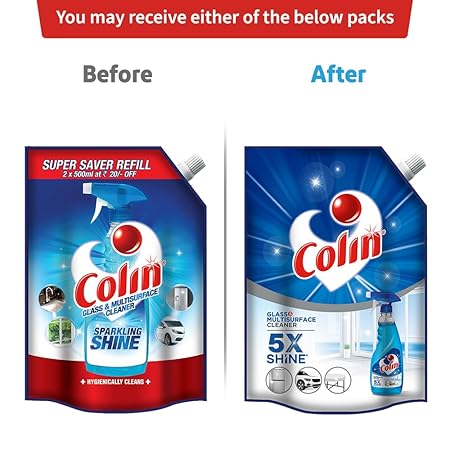 You may receive either of the below packs
Before
After
SUPER SAVER REFILL
2 x 500ml at ₹ 20/- OFF
Colin
GLASS & MULTISURFACE
CLEANER
SPARKLING
SHINE
+ HYGIENICALLY CLEANS +
Colin
GLASS &
MULTISURFACE
CLEANER
5X
SHINE
Colin